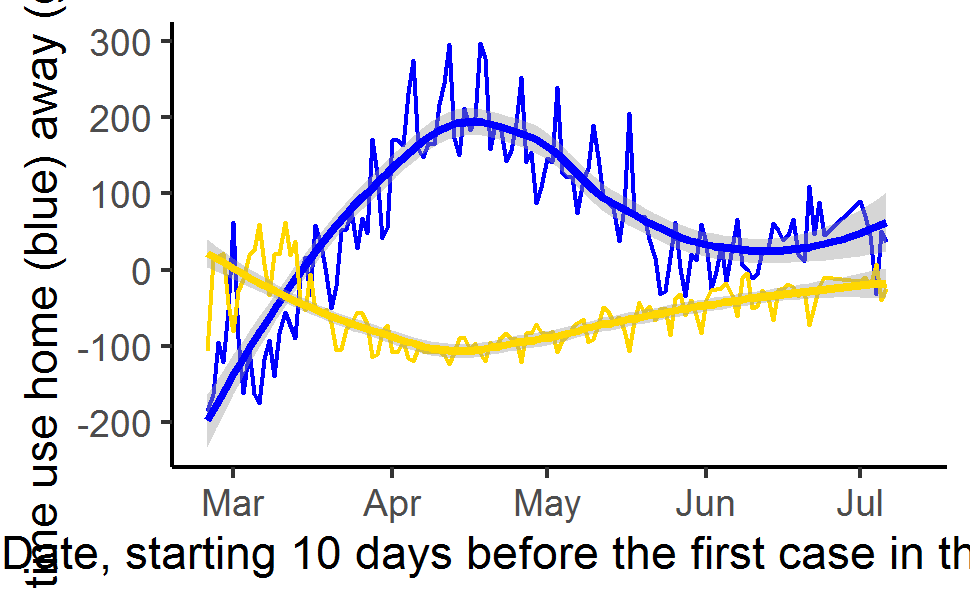 time use home (blue) away (
300
200
100
0
-100
-200
Mar Apr May Jun Jul
Date, starting 10 days before the first case in th